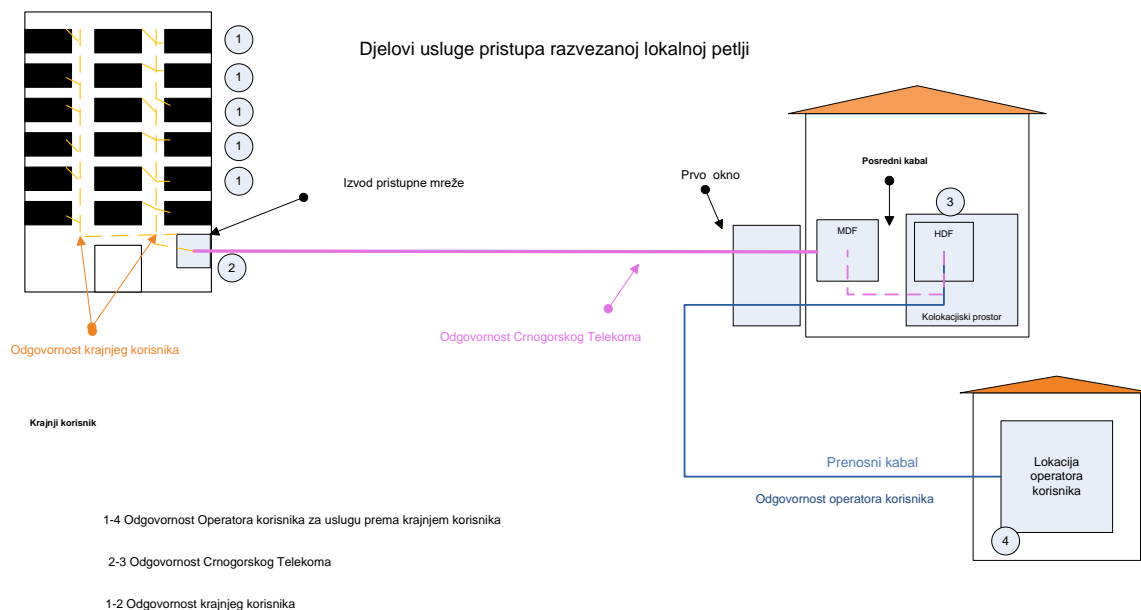 Djelovi usluge pristupa razvezanoj lokalnoj petlji
1
1
1
1
1
Izvod pristupne mreže
2
Prvo okno
Posredni kabal
3
MDF
HDF
Kolokacjiski prostor
Odgovornost Crnogorskog Telekoma
Odgovornost krajnjeg korisnika
Krajnji korisnik
Prenosni kabal
Odgovornost operatora korisnika
Lokacija
operatora
korisnika
4
1-4 Odgovornost Operatora korisnika za uslugu prema krajnjem korisnika
2-3 Odgovornost Crnogorskog Telekoma
1-2 Odgovornost krajnjeg korisnika